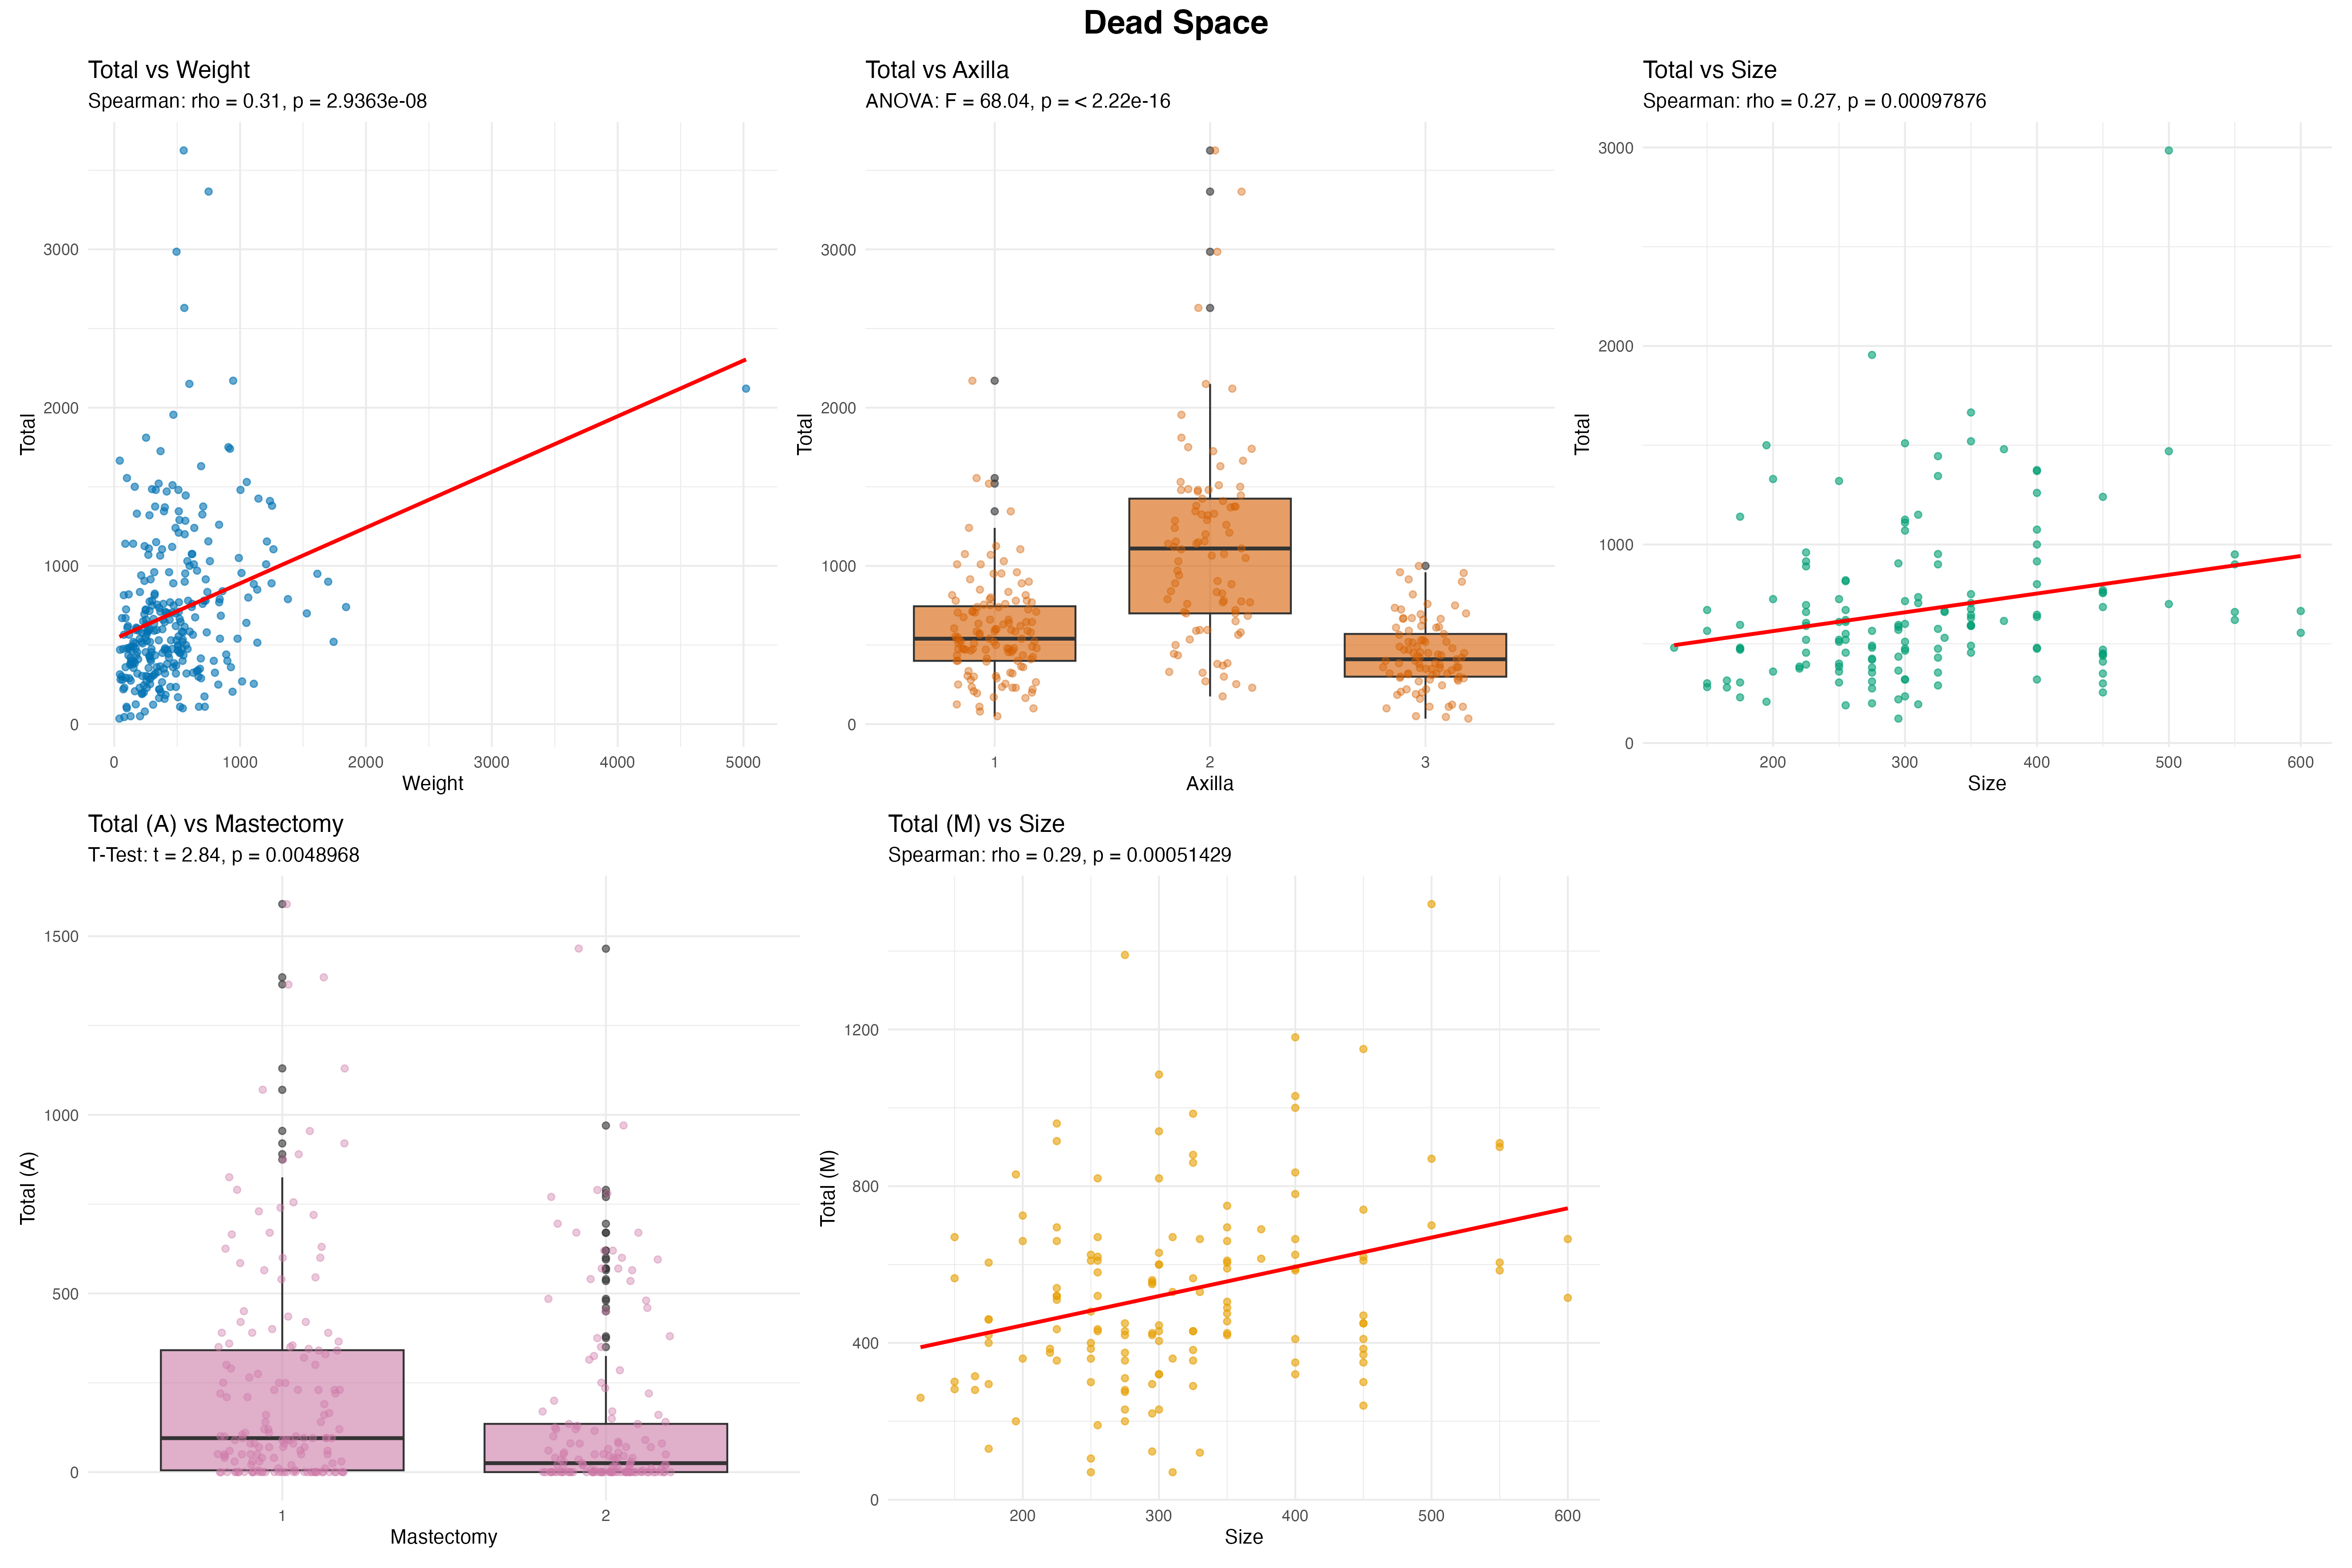 Dead Space
Total vs Weight
Spearman: rho = 0.31, p = 2.9363e-08
Total
3000
2000
1000
0
0 1000 2000 3000 4000 5000
Weight
Total vs Axilla
ANOVA: F = 68.04, p = < 2.22e-16
Total
3000
2000
1000
0
1 2 3
Axilla
Total vs Size
Spearman: rho = 0.27, p = 0.00097876
Total
3000
2000
1000
0
200 300 400 500 600
Size
Total (A) vs Mastectomy
T-Test: t = 2.84, p = 0.0048968
Total (A)
1500
1000
500
0
1 2
Mastectomy
Total (M) vs Size
Spearman: rho = 0.29, p = 0.00051429
Total (M)
1200
800
400
0
200 300 400 500 600
Size